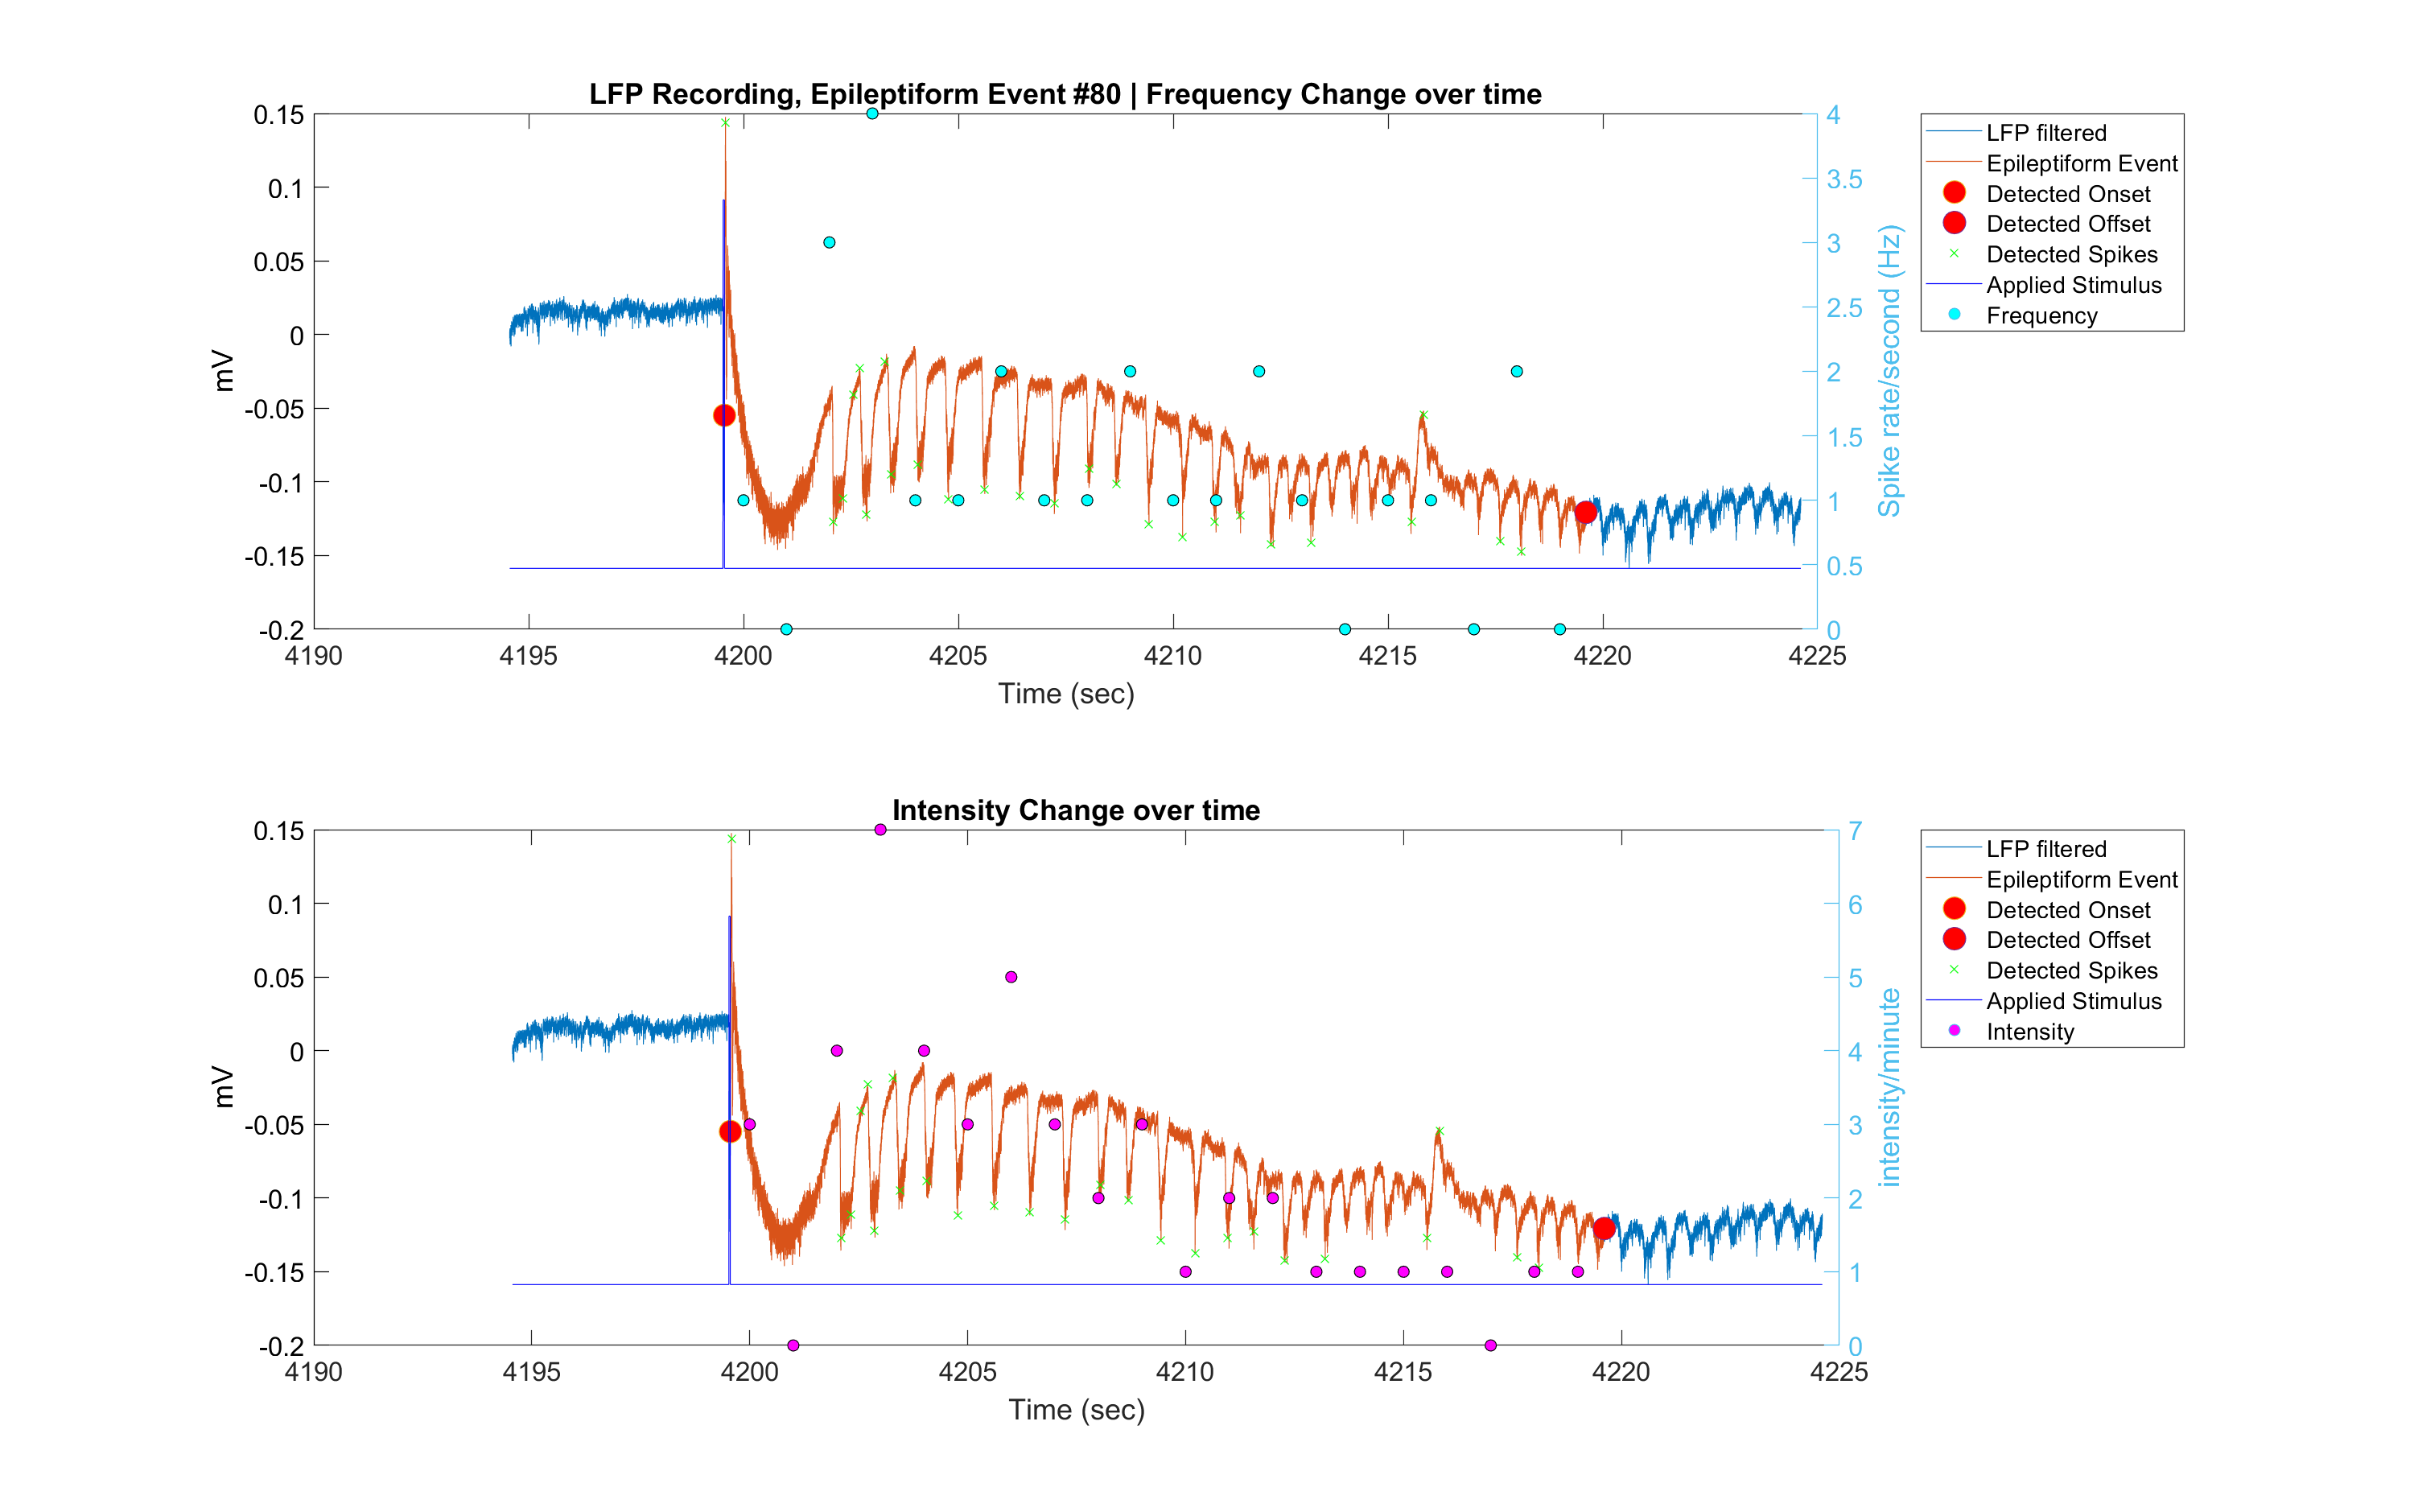 LFP Recording, Epileptiform Event #80 | Frequency Change over time
0.15
0.1
0.05
0
-0.05
-0.1
-0.15
-0.2
mV
4190
4195
4200
4205
4210
4215
4220
4225
Time (sec)
4
3.5
3
2.5
2
1.5
1
0.5
0
Spike rate/second (Hz)
LFP filtered
Epileptiform Event
Detected Onset
Detected Offset
Detected Spikes
Applied Stimulus
Frequency
Intensity Change over time
0.15
0.1
0.05
0
-0.05
-0.1
-0.15
-0.2
mV
4190
4195
4200
4205
4210
4215
4220
4225
Time (sec)
7
6
5
4
3
2
1
0
intensity/minute
LFP filtered
Epileptiform Event
Detected Onset
Detected Offset
Detected Spikes
Applied Stimulus
Intensity